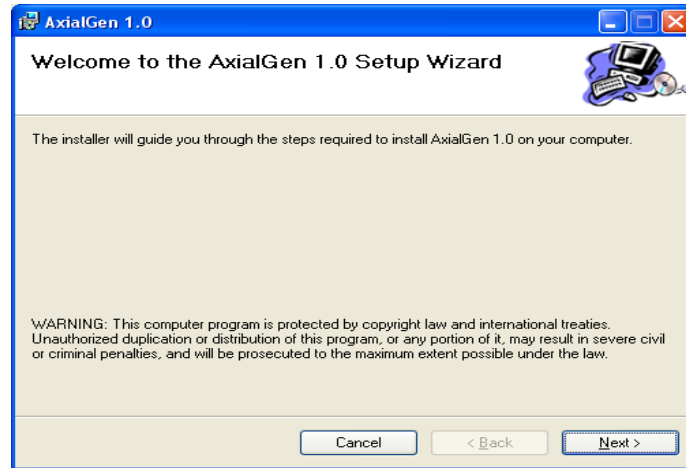 AxialGen 1.0
Welcome to the AxialGen 1.0 Setup Wizard
The installer will guide you through the steps required to install AxialGen 1.0 on your computer.
WARNING: This computer program is protected by copyright law and international treaties.
Unauthorized duplication or distribution of this program, or any portion of it, may result in severe civil
or criminal penalties, and will be prosecuted to the maximum extent possible under the law.
Cancel
< Back
Next >